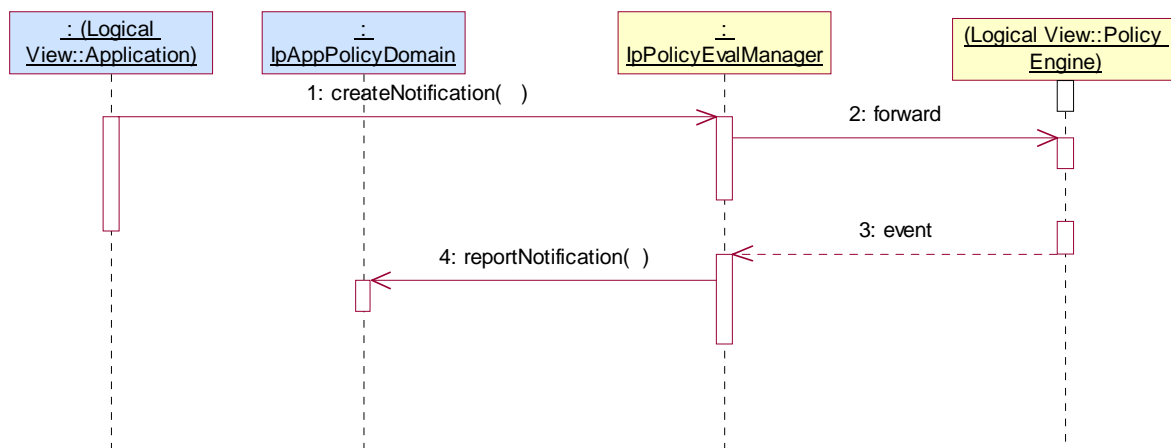 : (Logical
View::Application)
:
IpAppPolicyDomain
:
IpPolicyEvalManager
(Logical View::Policy
Engine)
1: createNotification( )
2: forward
3: event
4: reportNotification( )